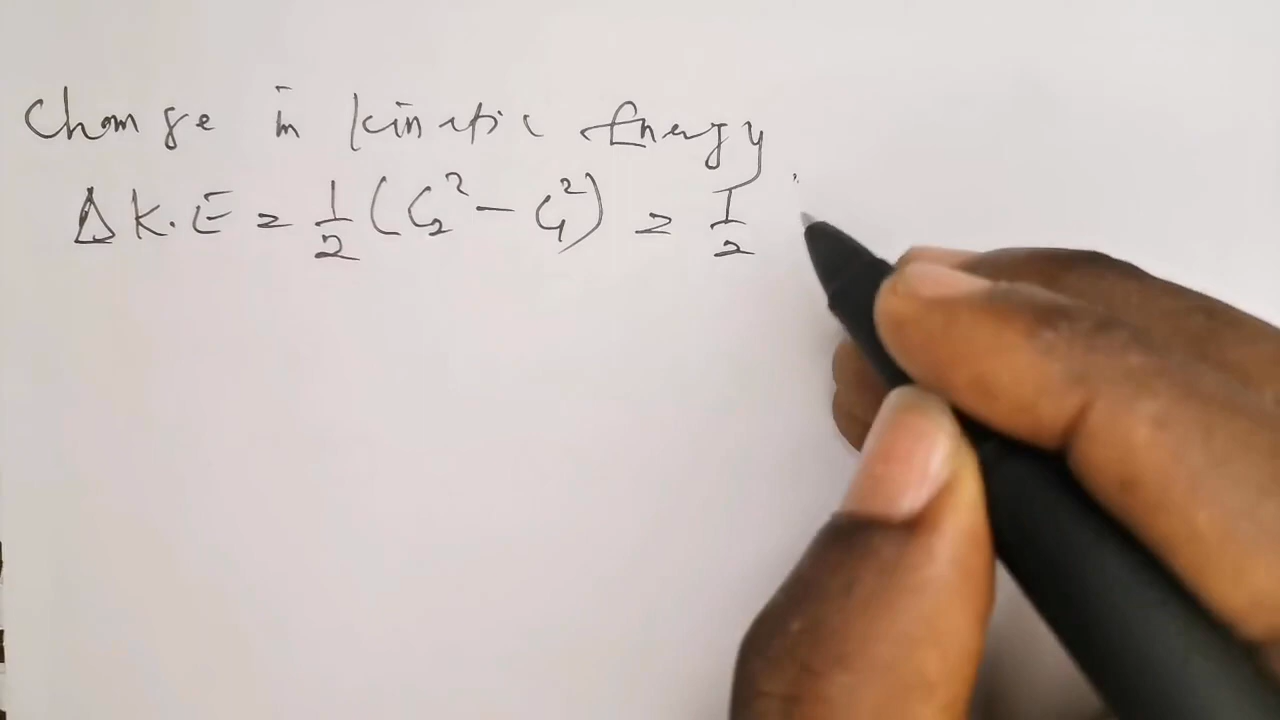 Change in kinetic Energy
ΔK.E = 1/2 (C₂² - C₁²) = 1/2